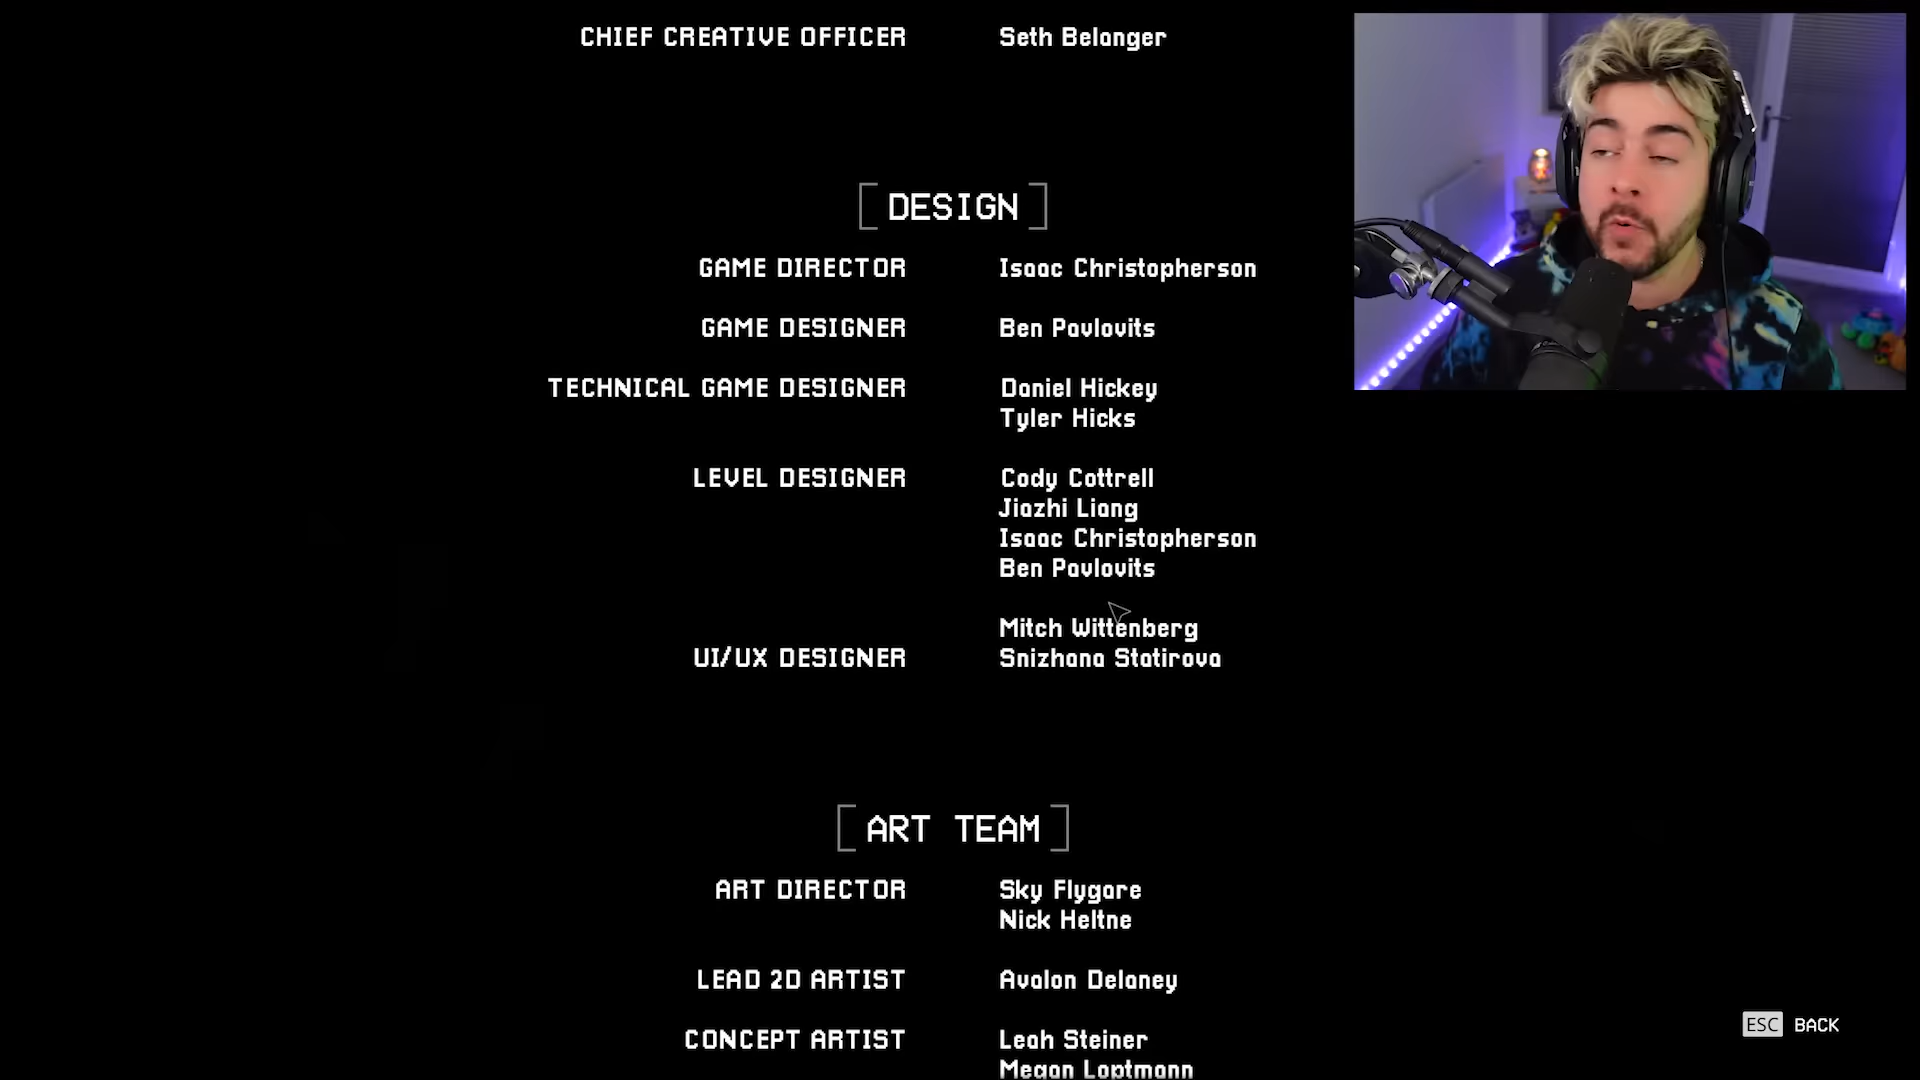 CHIEF CREATIVE OFFICER Seth Belanger
[ DESIGN ]
GAME DIRECTOR Isaac Christopherson
GAME DESIGNER Ben Pavlovits
TECHNICAL GAME DESIGNER Daniel Hickey
Tyler Hicks
LEVEL DESIGNER Cody Cottrell
Jiazhi Liang
Isaac Christopherson
Ben Pavlovits
Mitch Wittenberg
UI/UX DESIGNER Snizhana Statirova
[ ART TEAM ]
ART DIRECTOR Sky Flygare
Nick Heltne
LEAD 2D ARTIST Avalon Delaney
CONCEPT ARTIST Leah Steiner
Megan Loptmann
ESC BACK